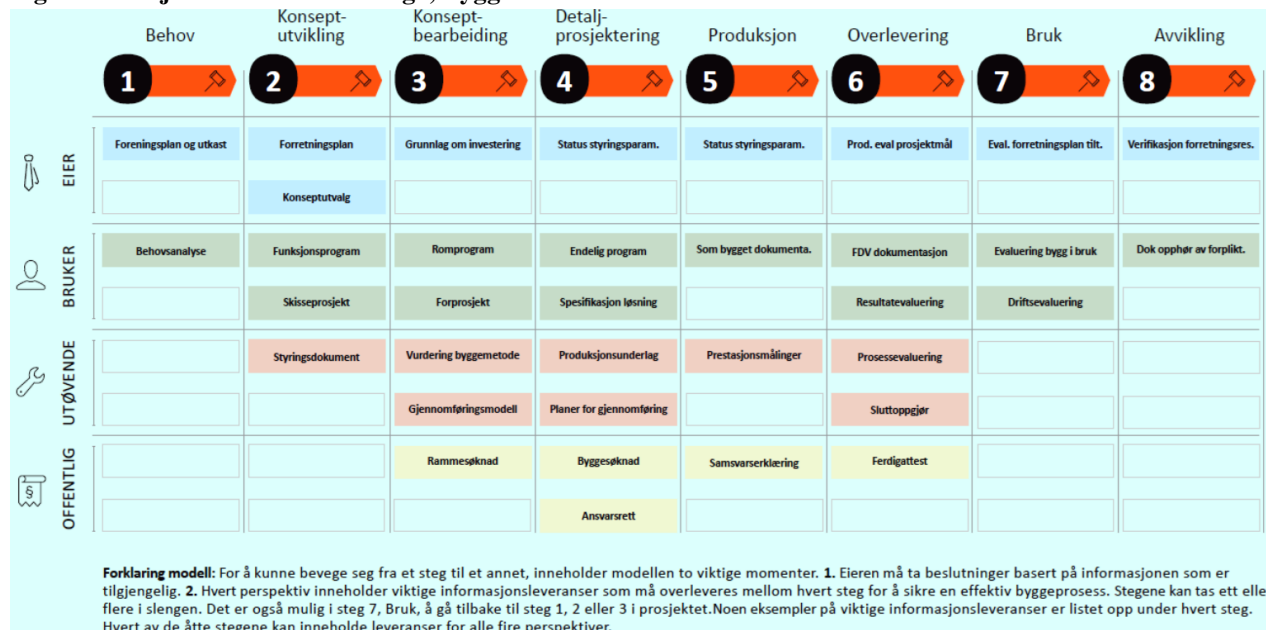 Behov
Konsept-
utvikling
Konsept-
bearbeiding
Detalj-
prosjektering
Produksjon
Overlevering
Bruk
Avvikling
1 2 3 4 5 6 7 8
EIER
Foreningsplan og utkast Forretningsplan Grunnlag om investering Status styringsparam. Status styringsparam. Prod. eval prosjektmål Eval. forretningsplan tilt. Verifikasjon forretningsres.
Konseptutvalg
BRUKER
Behovsanalyse Funksjonsprogram Romprogram Endelig program Som bygget dokumenta. FDV dokumentasjon Evaluering bygg i bruk Dok opphør av forplikt.
Skisseprosjekt Forprosjekt Spesifikasjon løsning Resultatevaluering Driftsevaluering
UTØVENDE
Styringsdokument Vurdering byggemetode Produksjonsunderlag Prestasjonsmålinger Prosessevaluering
Gjennomføringsmodell Planer for gjennomføring Sluttoppgjør
OFFENTLIG
§
Rammesøknad Byggesøknad Samsvarserklæring Ferdigattest
Ansvarsrett
Forklaring modell: For å kunne bevege seg fra et steg til et annet, inneholder modellen to viktige momenter. 1. Eieren må ta beslutninger basert på informasjonen som er
tilgjengelig. 2. Hvert perspektiv inneholder viktige informasjonsleveranser som må overleveres mellom hvert steg for å sikre en effektiv byggeprosess. Stegene kan tas ett eller
flere i slengen. Det er også mulig i steg 7, Bruk, å gå tilbake til steg 1, 2 eller 3 i prosjektet.Noen eksempler på viktige informasjonsleveranser er listet opp under hvert steg.
Hvert av de åtte stegene kan inneholde leveranser for alle fire perspektiver.